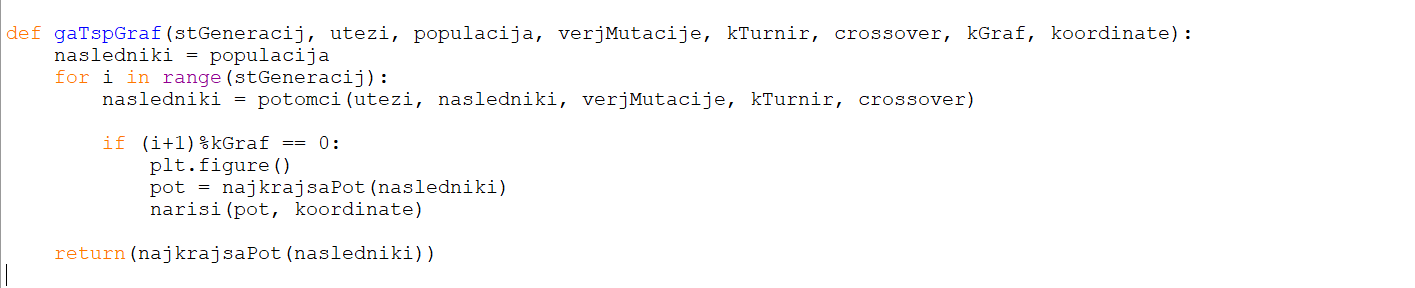 def gaTspGraf(stGeneracij, utezi, populacija, verjMutacije, kTurnir, crossover, kGraf, koordinate):
    nasledniki = populacija
    for i in range(stGeneracij):
        nasledniki = potomci(utezi, nasledniki, verjMutacije, kTurnir, crossover)
        if (i+1)%kGraf == 0:
            plt.figure()
            pot = najkrajsaPot(nasledniki)
            narisi(pot, koordinate)
    return(najkrajsaPot(nasledniki))